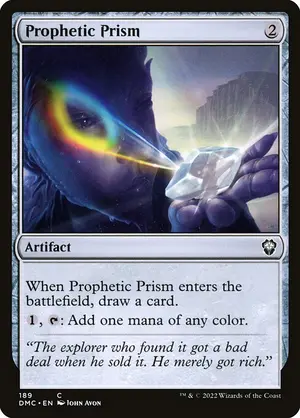 Prophetic Prism 2
Artifact
When Prophetic Prism enters the
battlefield, draw a card.
1, T: Add one mana of any color.
"The explorer who found it got a bad
deal when he sold it. He merely got rich."
189 C
DMC • EN John Avon ™ & © 2022 Wizards of the Coast